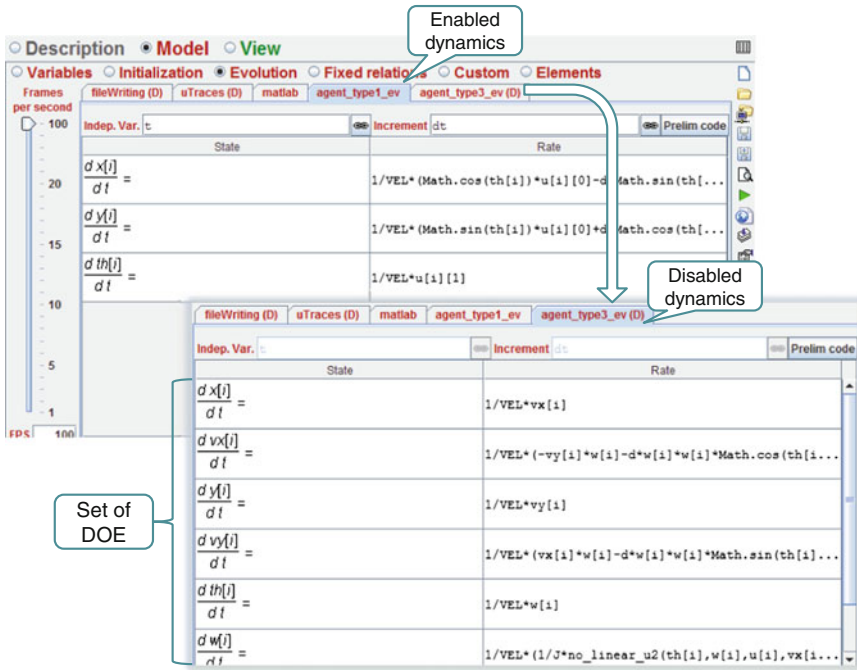 Enabled
dynamics
Description Model View
Variables Initialization Evolution Fixed relations Custom Elements
Frames
per second
fileWriting (D) uTraces (D) matlab agent_type1_ev agent_type3_ev (D)
100
Indep. Var. t Increment dt Prelim code
State Rate
d x[i]
d t
=
1/VEL*(Math.cos(th[i])*u[i][0]-d*Math.sin(th[...
20
d y[i]
d t
=
1/VEL*(Math.sin(th[i])*u[i][0]+d*Math.cos(th[...
15
d th[i]
d t
=
1/VEL*u[i][1]
10
5
1
FPS 100
Disabled
dynamics
fileWriting (D) uTraces (D) matlab agent_type1_ev agent_type3_ev (D)
Indep. Var. t Increment dt Prelim code
State Rate
d x[i]
d t
=
1/VEL*vx[i]
d vx[i]
d t
=
1/VEL*(-vy[i]*w[i]-d*w[i]*w[i]*Math.cos(th[i...
Set of
DOE
d y[i]
d t
=
1/VEL*vy[i]
d vy[i]
d t
=
1/VEL*(vx[i]*w[i]-d*w[i]*w[i]*Math.sin(th[i]...
d th[i]
d t
=
1/VEL*w[i]
d w[i]
d t
=
1/VEL*(1/J*no_linear_u2(th[i],w[i],u[i],vx[i...